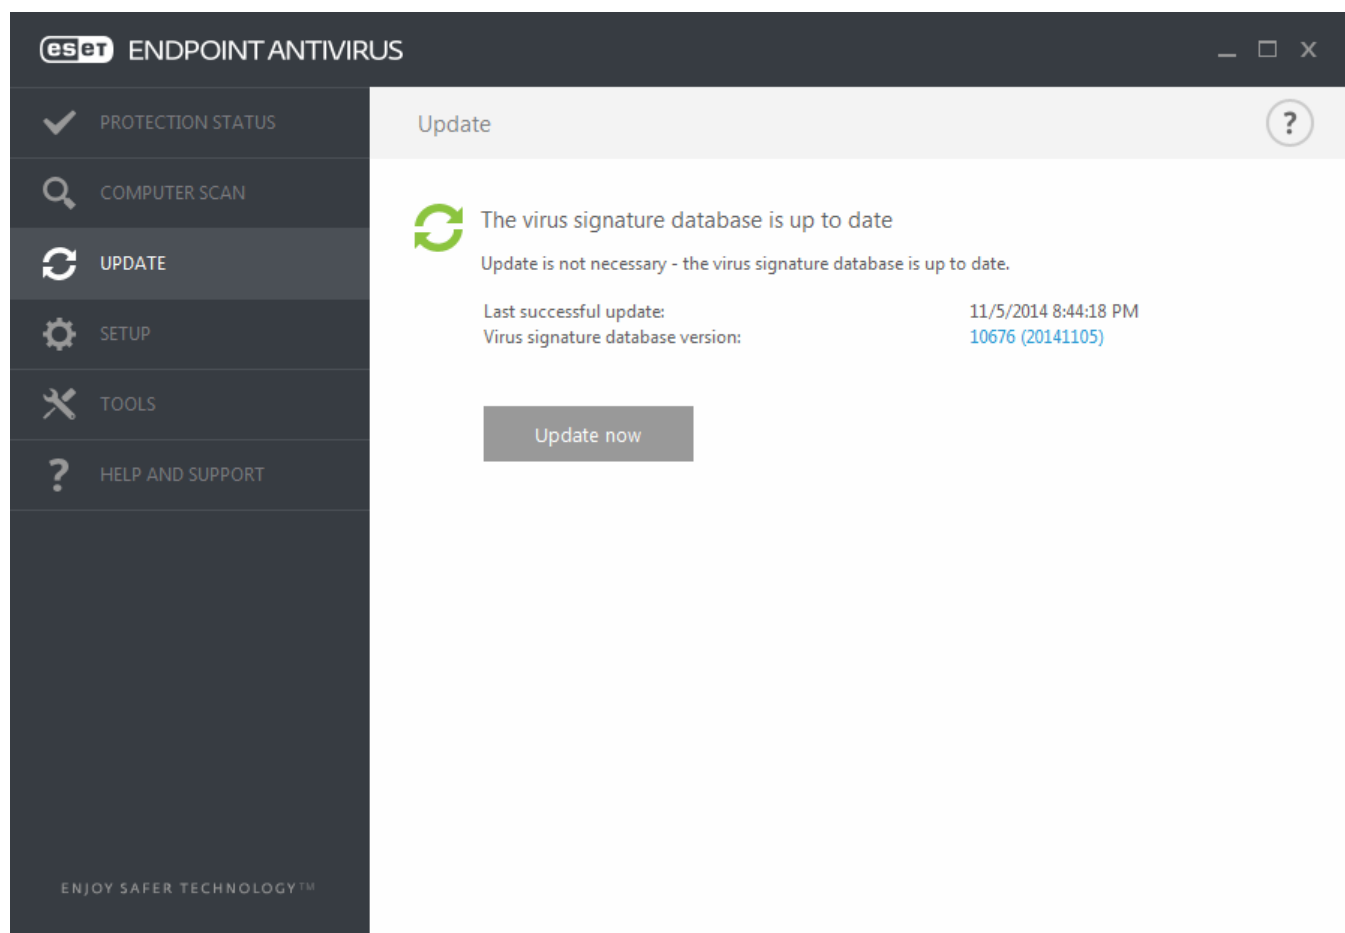 eset ENDPOINT ANTIVIRUS
PROTECTION STATUS
COMPUTER SCAN
UPDATE
SETUP
TOOLS
? HELP AND SUPPORT
ENJOY SAFER TECHNOLOGY™
Update
?
The virus signature database is up to date
Update is not necessary - the virus signature database is up to date.
Last successful update: 11/5/2014 8:44:18 PM
Virus signature database version: 10676 (20141105)
Update now